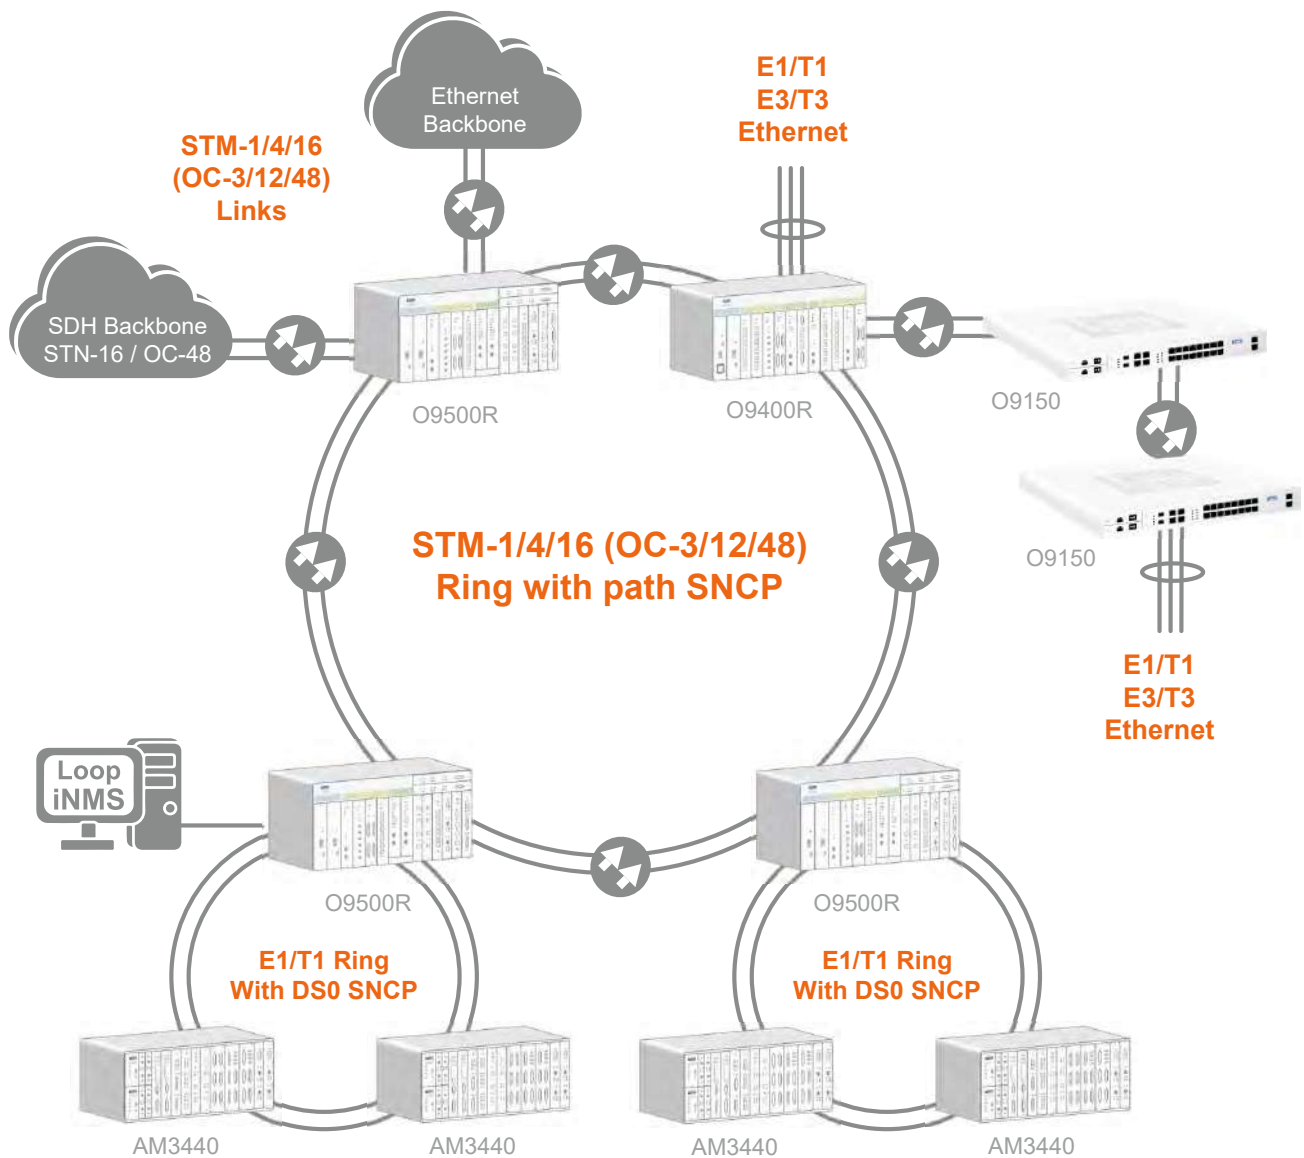 Ethernet
Backbone
E1/T1
E3/T3
Ethernet
STM-1/4/16
(OC-3/12/48)
Links
SDH Backbone
STN-16 / OC-48
O9500R
O9400R
O9150
O9150
STM-1/4/16 (OC-3/12/48)
Ring with path SNCP
E1/T1
E3/T3
Ethernet
Loop
iNMS
O9500R
O9500R
E1/T1 Ring
With DS0 SNCP
E1/T1 Ring
With DS0 SNCP
AM3440
AM3440
AM3440
AM3440